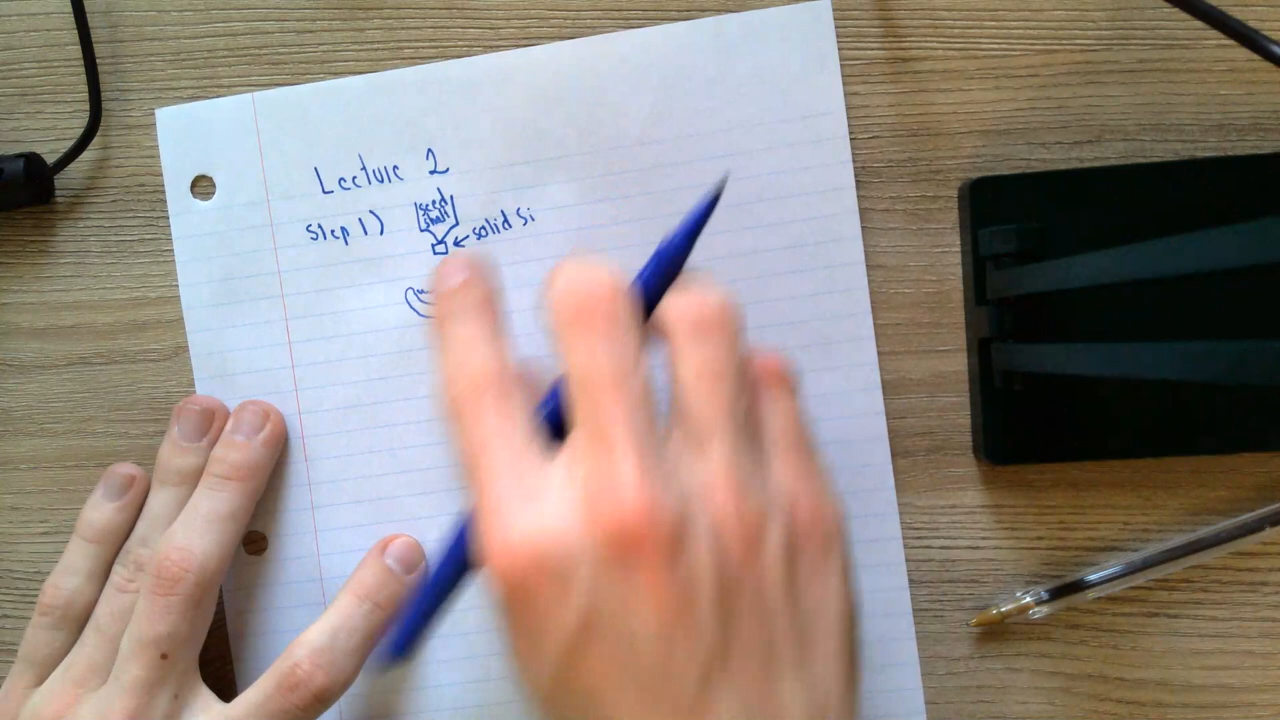 Lecture 2
Step 1)
seed
shaft
← solid Si